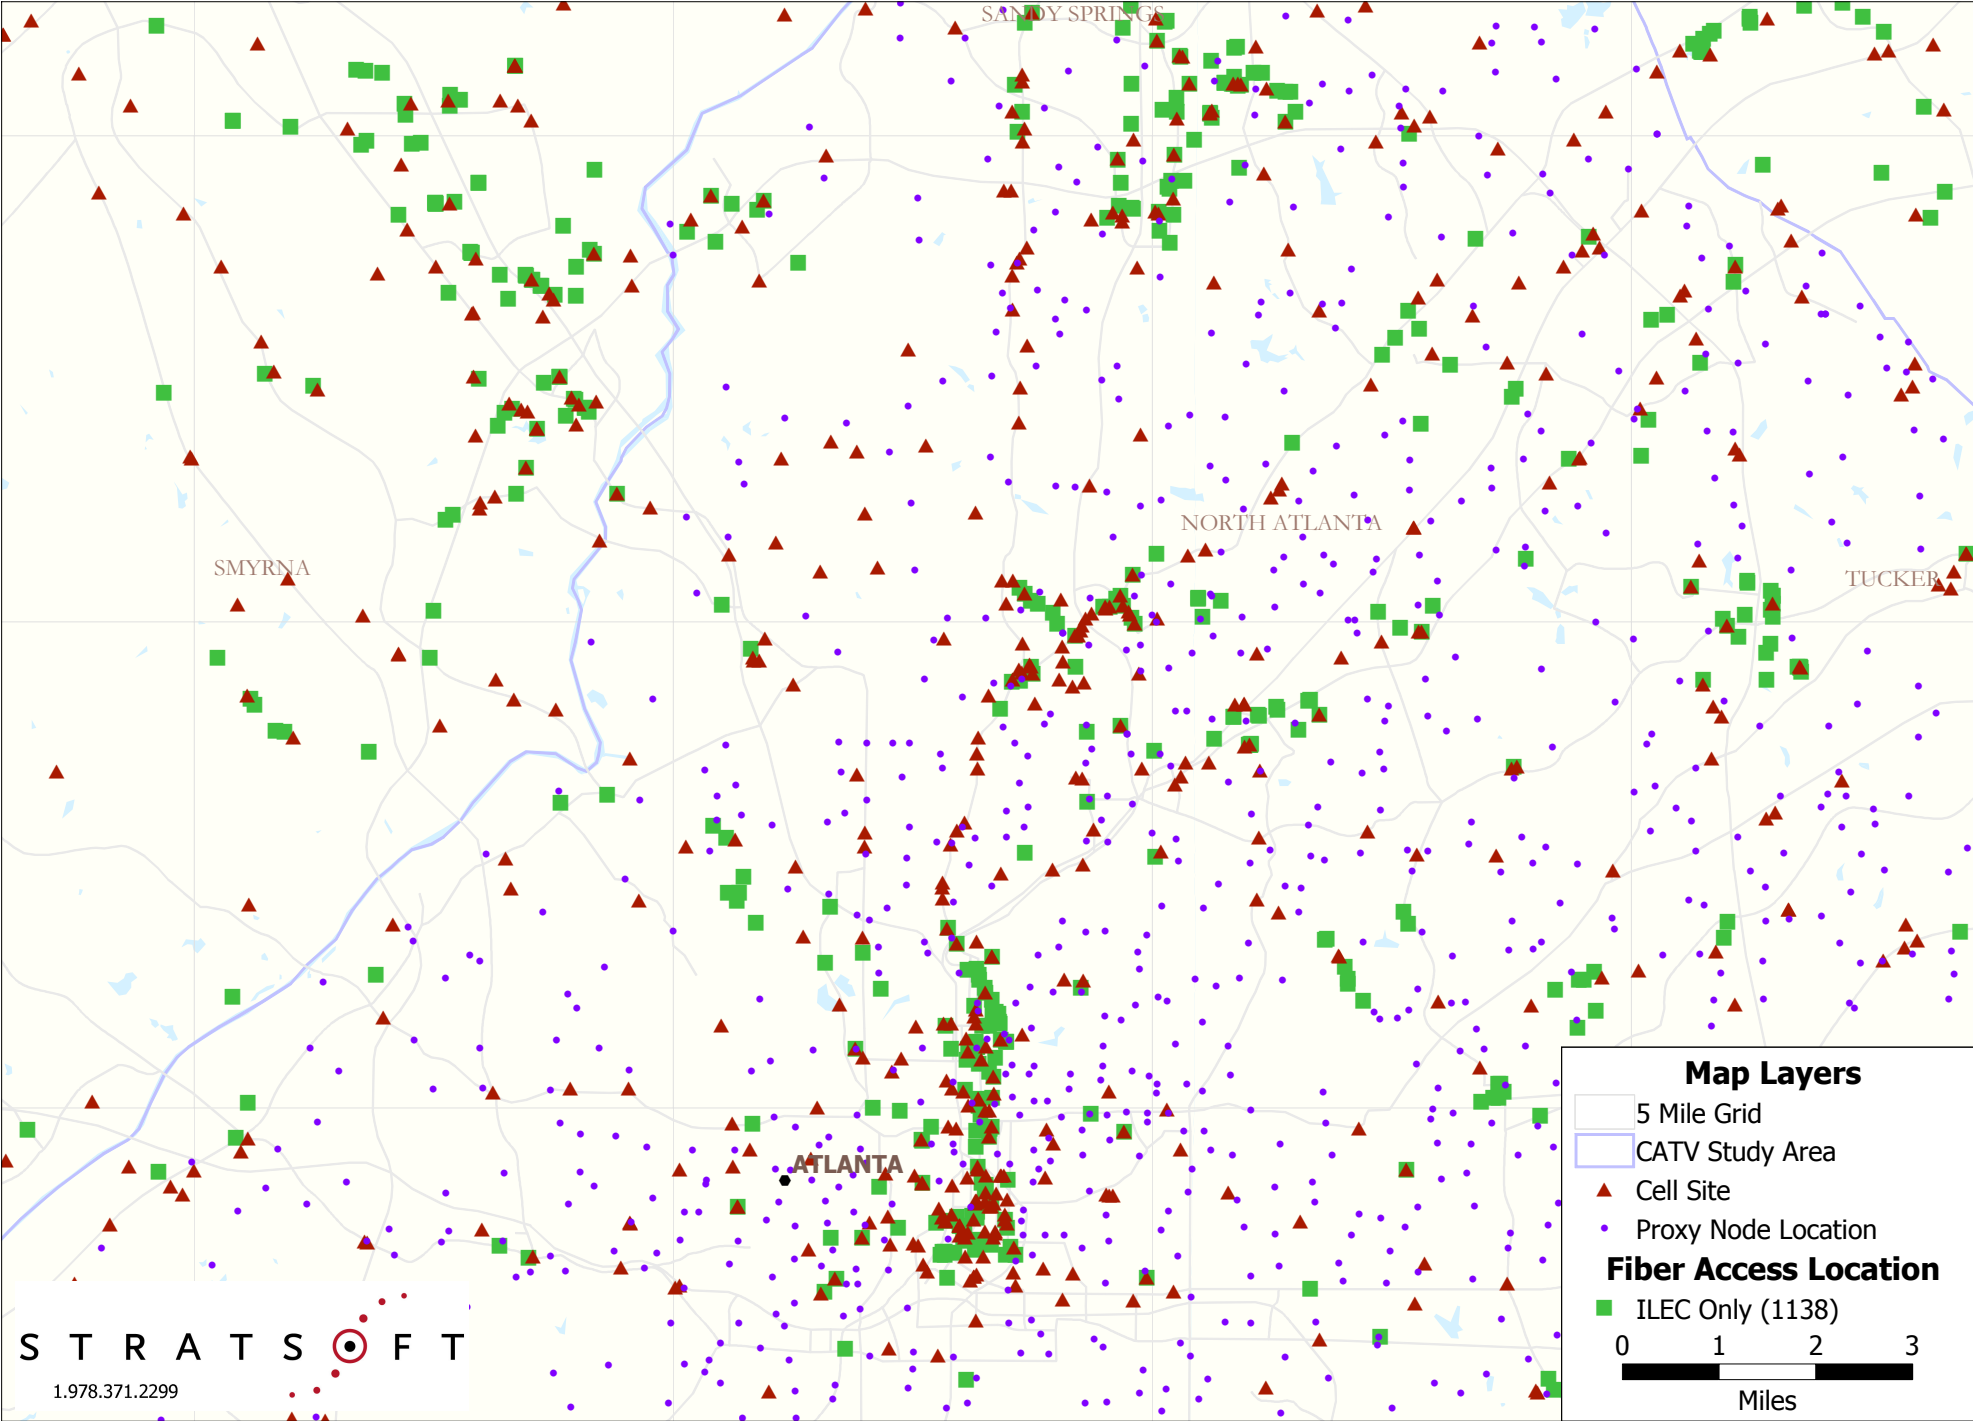 SANDY SPRINGS
NORTH ATLANTA
SMYRNA
TUCKER
ATLANTA
Map Layers
5 Mile Grid
CATV Study Area
Cell Site
Proxy Node Location
Fiber Access Location
ILEC Only (1138)
0 1 2 3
Miles
STRATSOFT
1.978.371.2299